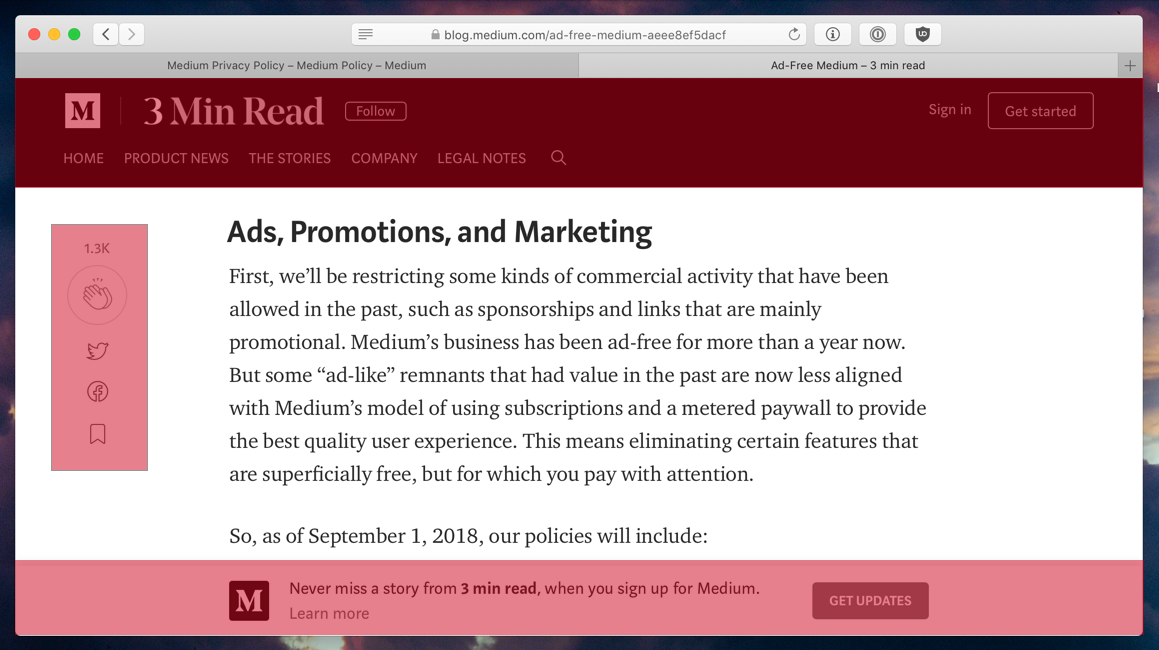 blog.medium.com/ad-free-medium-aeee8ef5dacf
Medium Privacy Policy – Medium Policy – Medium
Ad-Free Medium – 3 min read
M
3 Min Read
Follow
Sign in
Get started
HOME PRODUCT NEWS THE STORIES COMPANY LEGAL NOTES
1.3K
Ads, Promotions, and Marketing
First, we’ll be restricting some kinds of commercial activity that have been
allowed in the past, such as sponsorships and links that are mainly
promotional. Medium’s business has been ad-free for more than a year now.
But some “ad-like” remnants that had value in the past are now less aligned
with Medium’s model of using subscriptions and a metered paywall to provide
the best quality user experience. This means eliminating certain features that
are superficially free, but for which you pay with attention.
So, as of September 1, 2018, our policies will include:
M
Never miss a story from 3 min read, when you sign up for Medium.
Learn more
GET UPDATES